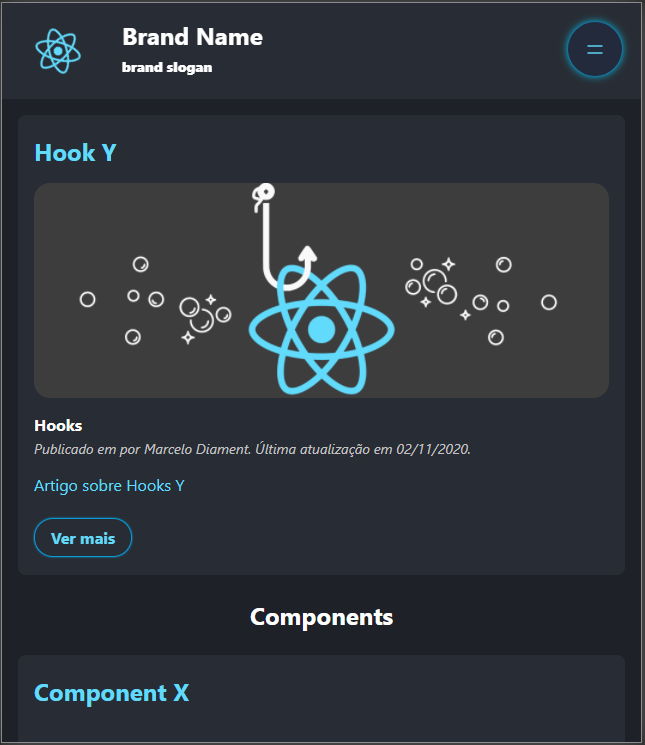 Brand Name
brand slogan
Hook Y
Hooks
Publicado em por Marcelo Diament. Última atualização em 02/11/2020.
Artigo sobre Hooks Y
Ver mais
Components
Component X